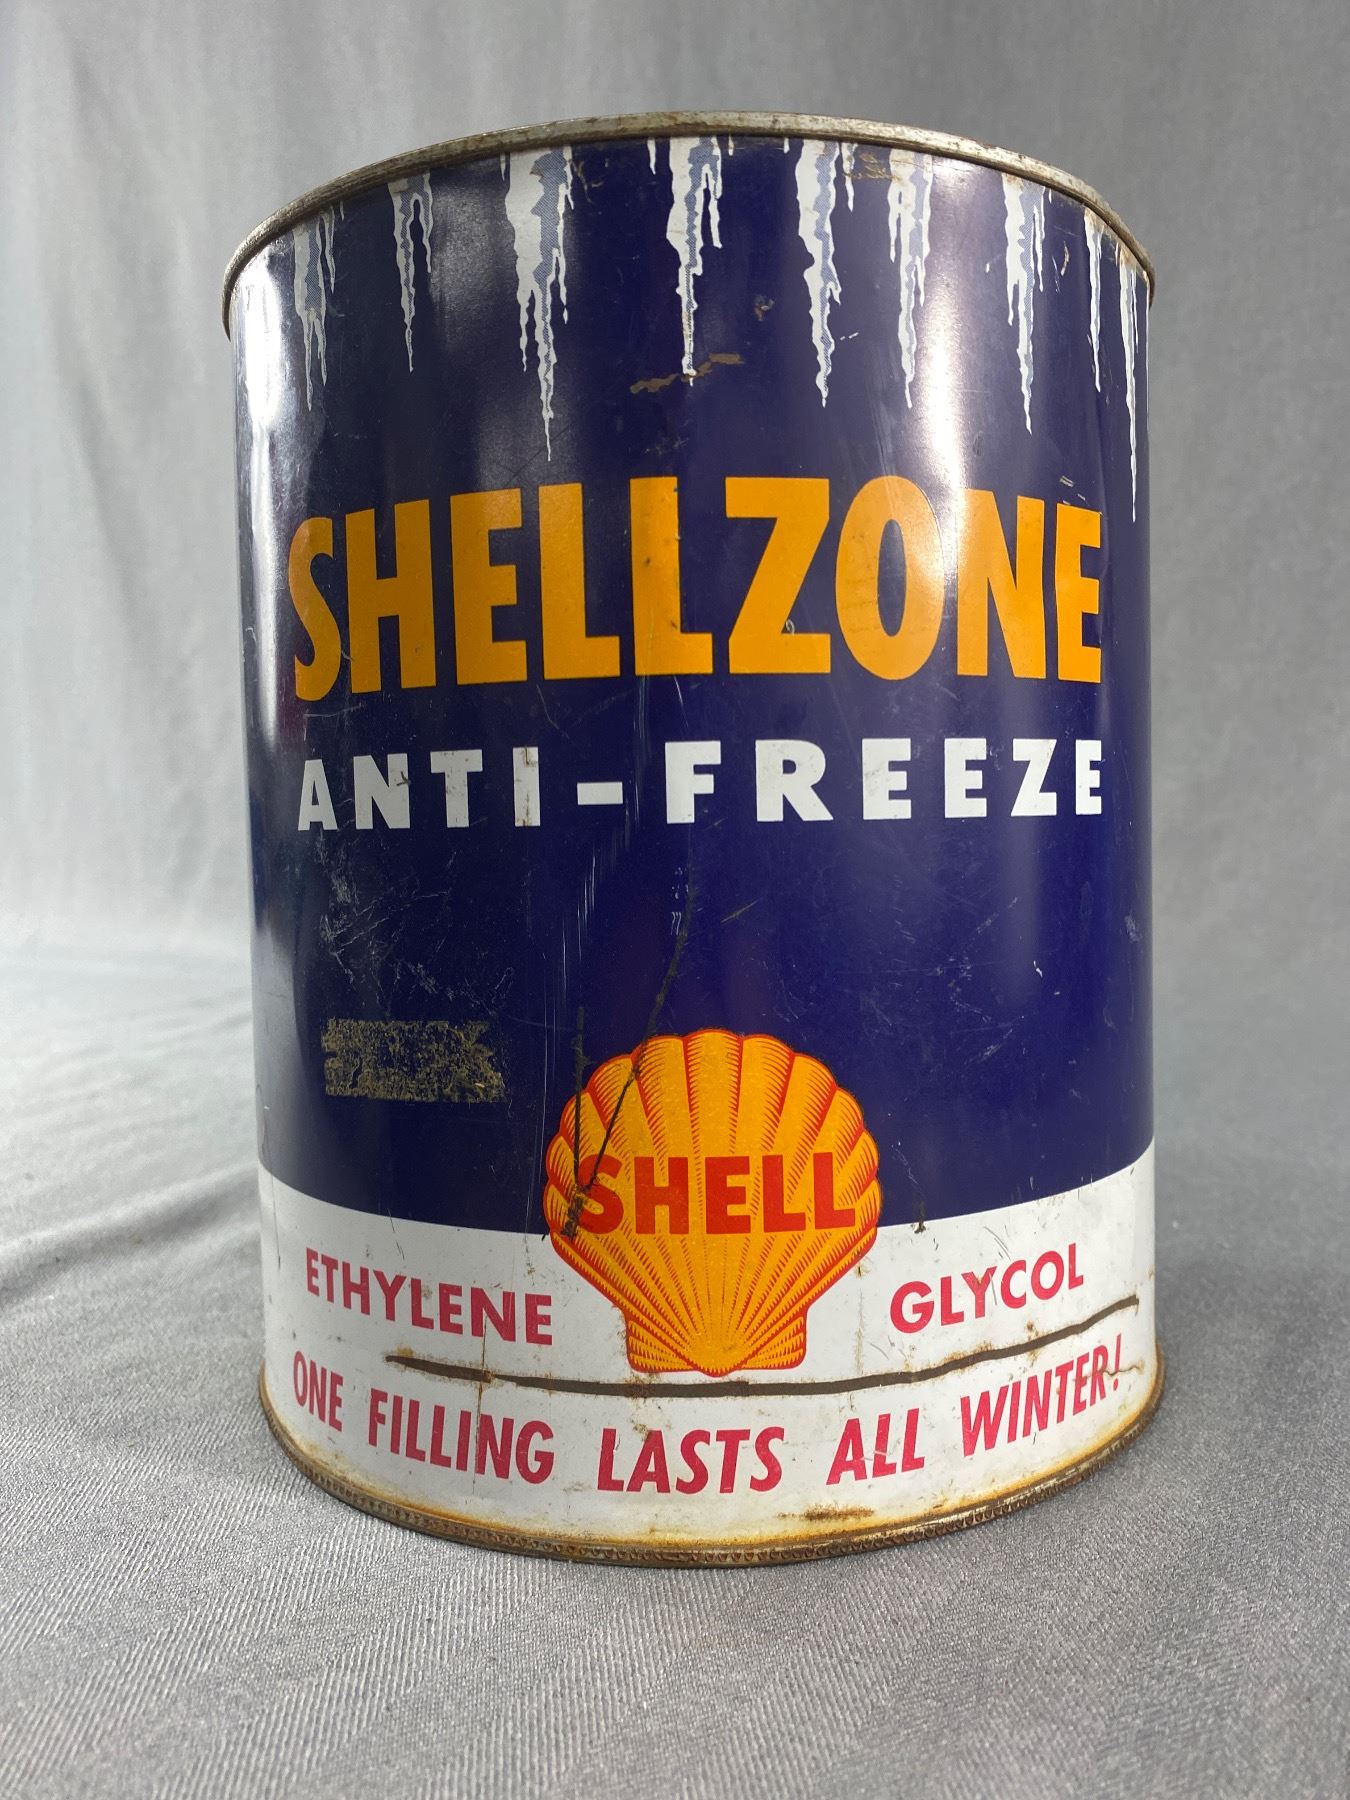 SHELLZONE
ANTI-FREEZE
SHELL
ETHYLENE GLYCOL
ONE FILLING LASTS ALL WINTER!